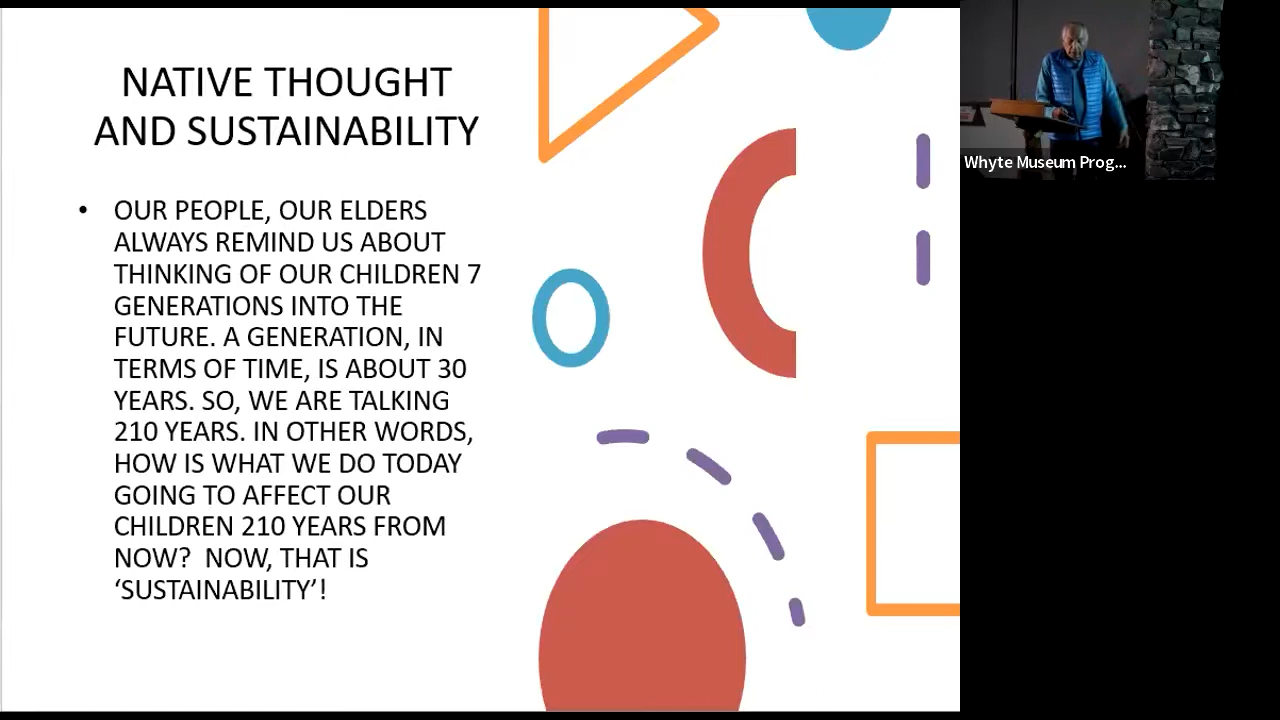 NATIVE THOUGHT
AND SUSTAINABILITY
• OUR PEOPLE, OUR ELDERS
ALWAYS REMIND US ABOUT
THINKING OF OUR CHILDREN 7
GENERATIONS INTO THE
FUTURE. A GENERATION, IN
TERMS OF TIME, IS ABOUT 30
YEARS. SO, WE ARE TALKING
210 YEARS. IN OTHER WORDS,
HOW IS WHAT WE DO TODAY
GOING TO AFFECT OUR
CHILDREN 210 YEARS FROM
NOW?  NOW, THAT IS
‘SUSTAINABILITY’!
Whyte Museum Prog...